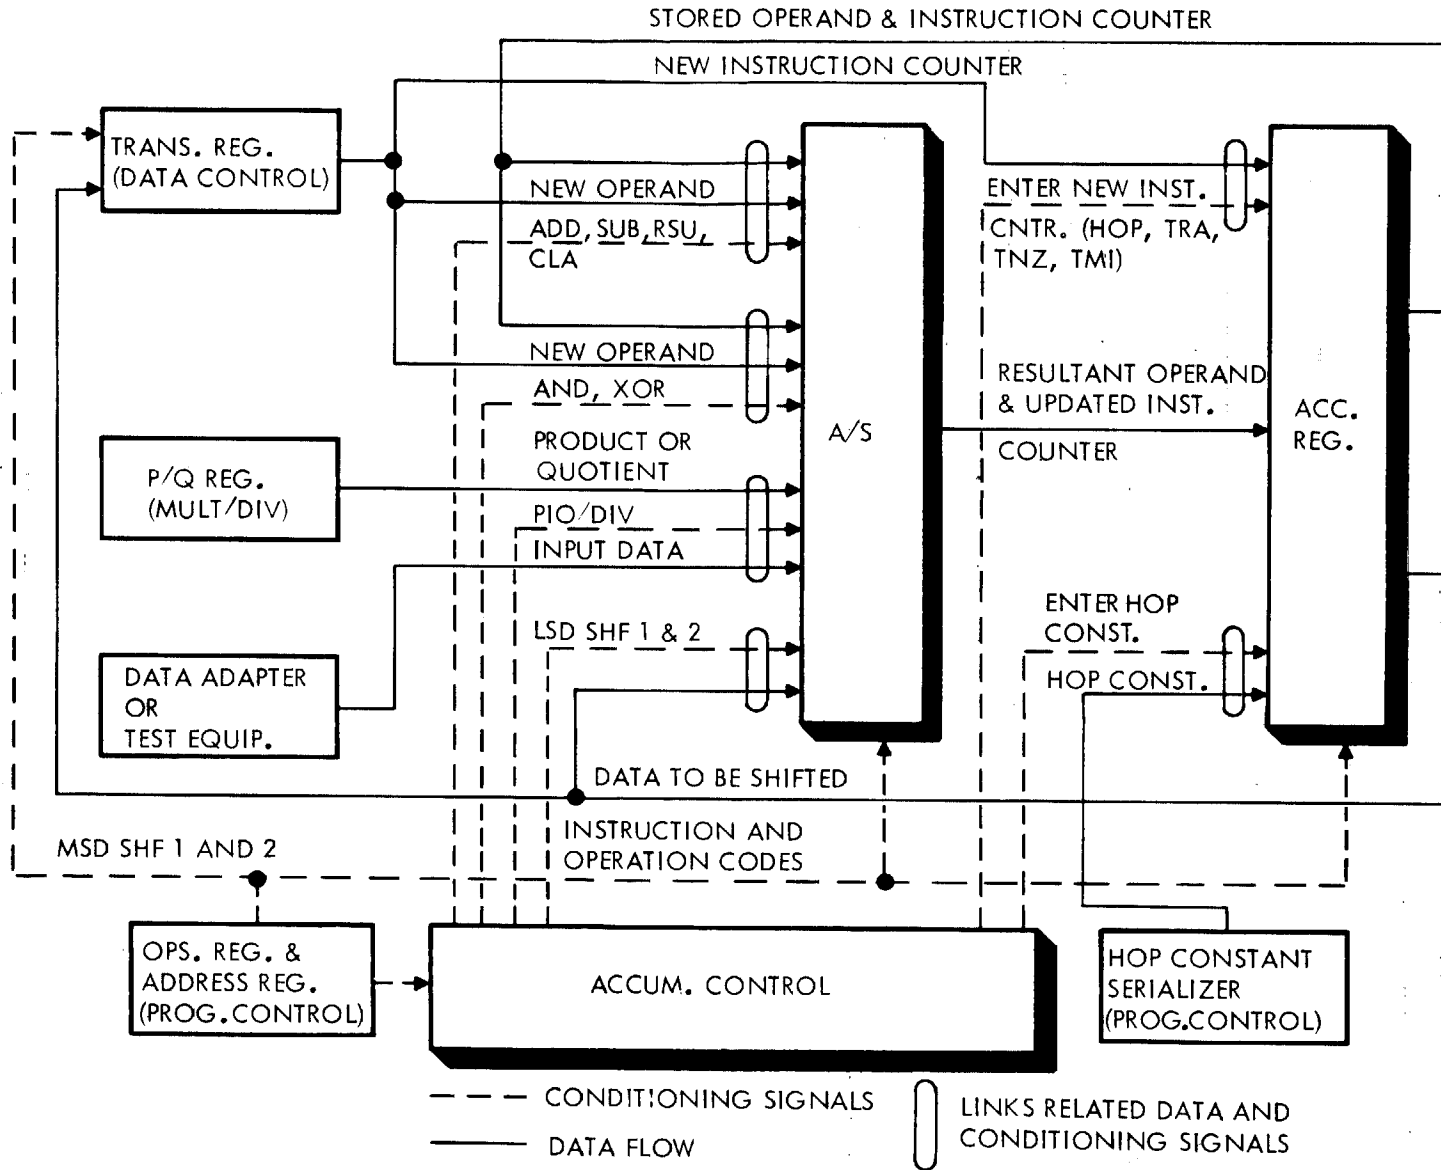 STORED OPERAND & INSTRUCTION COUNTER
NEW INSTRUCTION COUNTER
TRANS. REG.
(DATA CONTROL)
NEW OPERAND
ADD, SUB, RSU,
CLA
ENTER NEW INST.
CNTR. (HOP, TRA,
TNZ, TMI)
NEW OPERAND
AND, XOR
A/S
RESULTANT OPERAND
& UPDATED INST.
COUNTER
ACC.
REG.
P/Q REG.
(MULT/DIV)
PRODUCT OR
QUOTIENT
PIO/DIV
INPUT DATA
DATA ADAPTER
OR
TEST EQUIP.
LSD SHF 1 & 2
ENTER HOP
CONST.
HOP CONST.
DATA TO BE SHIFTED
MSD SHF 1 AND 2
INSTRUCTION AND
OPERATION CODES
OPS. REG. &
ADDRESS REG.
(PROG.CONTROL)
ACCUM. CONTROL
HOP CONSTANT
SERIALIZER
(PROG.CONTROL)
CONDITIONING SIGNALS
DATA FLOW
LINKS RELATED DATA AND
CONDITIONING SIGNALS